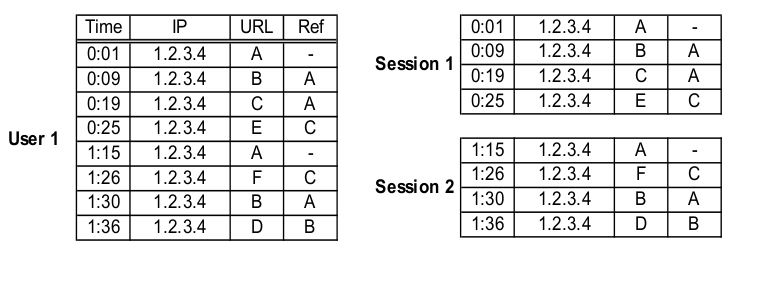 Time IP URL Ref
0:01 1.2.3.4 A -
0:09 1.2.3.4 B A
0:19 1.2.3.4 C A
0:25 1.2.3.4 E C
User 1
1:15 1.2.3.4 A -
1:26 1.2.3.4 F C
1:30 1.2.3.4 B A
1:36 1.2.3.4 D B
Session 1
0:01 1.2.3.4 A -
0:09 1.2.3.4 B A
0:19 1.2.3.4 C A
0:25 1.2.3.4 E C
Session 2
1:15 1.2.3.4 A -
1:26 1.2.3.4 F C
1:30 1.2.3.4 B A
1:36 1.2.3.4 D B